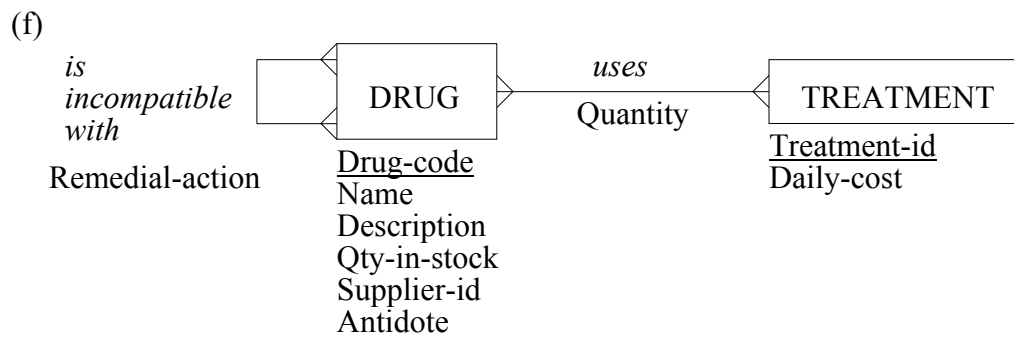 (f)
is
incompatible
with
Remedial-action
DRUG
Drug-code
Name
Description
Qty-in-stock
Supplier-id
Antidote
uses
Quantity
TREATMENT
Treatment-id
Daily-cost